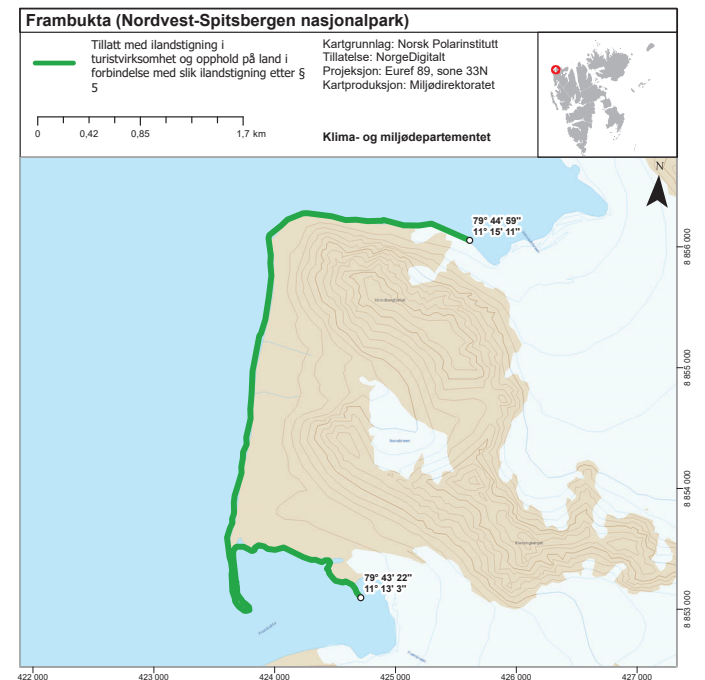 Frambukta (Nordvest-Spitsbergen nasjonalpark)
Tillatt med ilandstigning i
turistvirksomhet og opphold på land i
forbindelse med slik ilandstigning etter §
5
Kartgrunnlag: Norsk Polarinstitutt
Tillatelse: NorgeDigitalt
Projeksjon: Euref 89, sone 33N
Kartproduksjon: Miljødirektoratet
0 0,42 0,85 1,7 km
Klima- og miljødepartementet
N
79° 44' 59"
11° 15' 11"
8 856 000
8 855 000
8 854 000
79° 43' 22"
11° 13' 3"
Frambukta
8 853 000
422 000 423 000 424 000 425 000 426 000 427 000